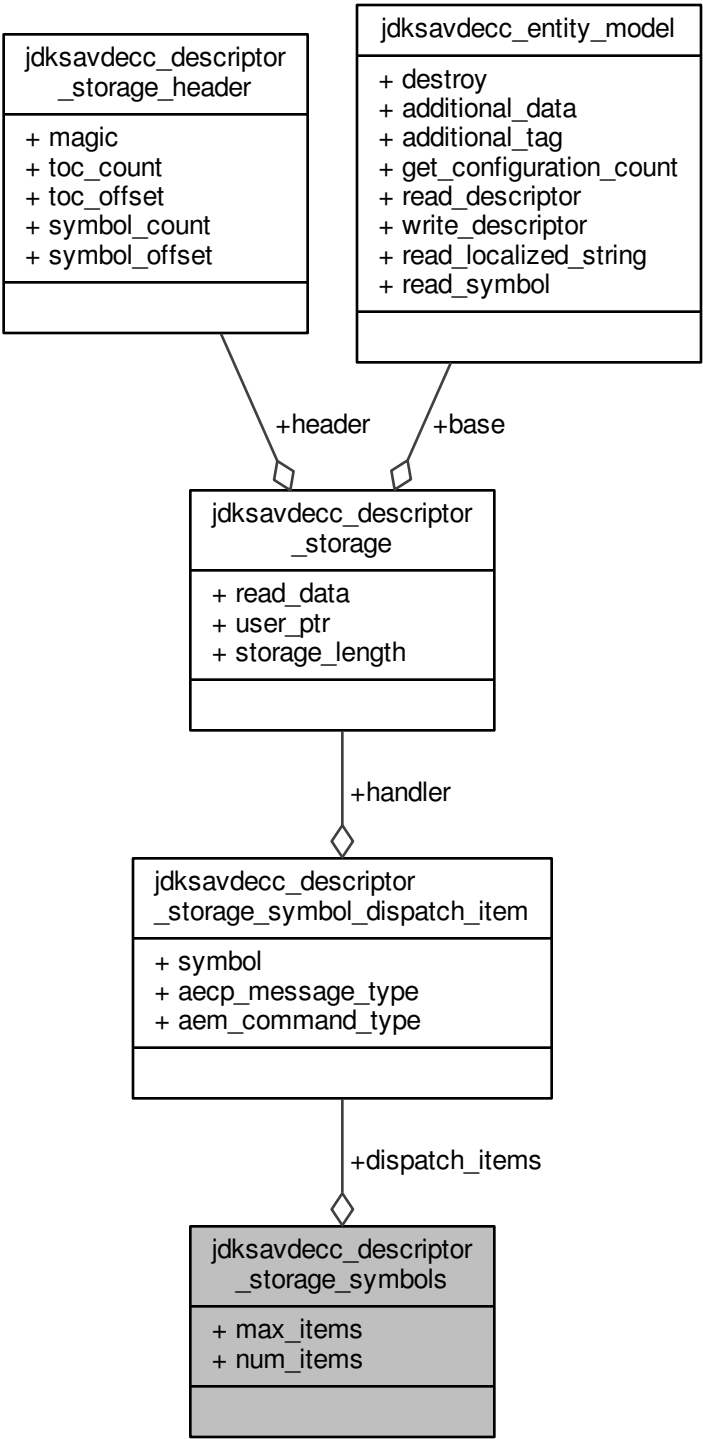 jdksavdecc_descriptor
_storage_header
+ magic
+ toc_count
+ toc_offset
+ symbol_count
+ symbol_offset
jdksavdecc_entity_model
+ destroy
+ additional_data
+ additional_tag
+ get_configuration_count
+ read_descriptor
+ write_descriptor
+ read_localized_string
+ read_symbol
+header
+base
jdksavdecc_descriptor
_storage
+ read_data
+ user_ptr
+ storage_length
+handler
jdksavdecc_descriptor
_storage_symbol_dispatch_item
+ symbol
+ aecp_message_type
+ aem_command_type
+dispatch_items
jdksavdecc_descriptor
_storage_symbols
+ max_items
+ num_items